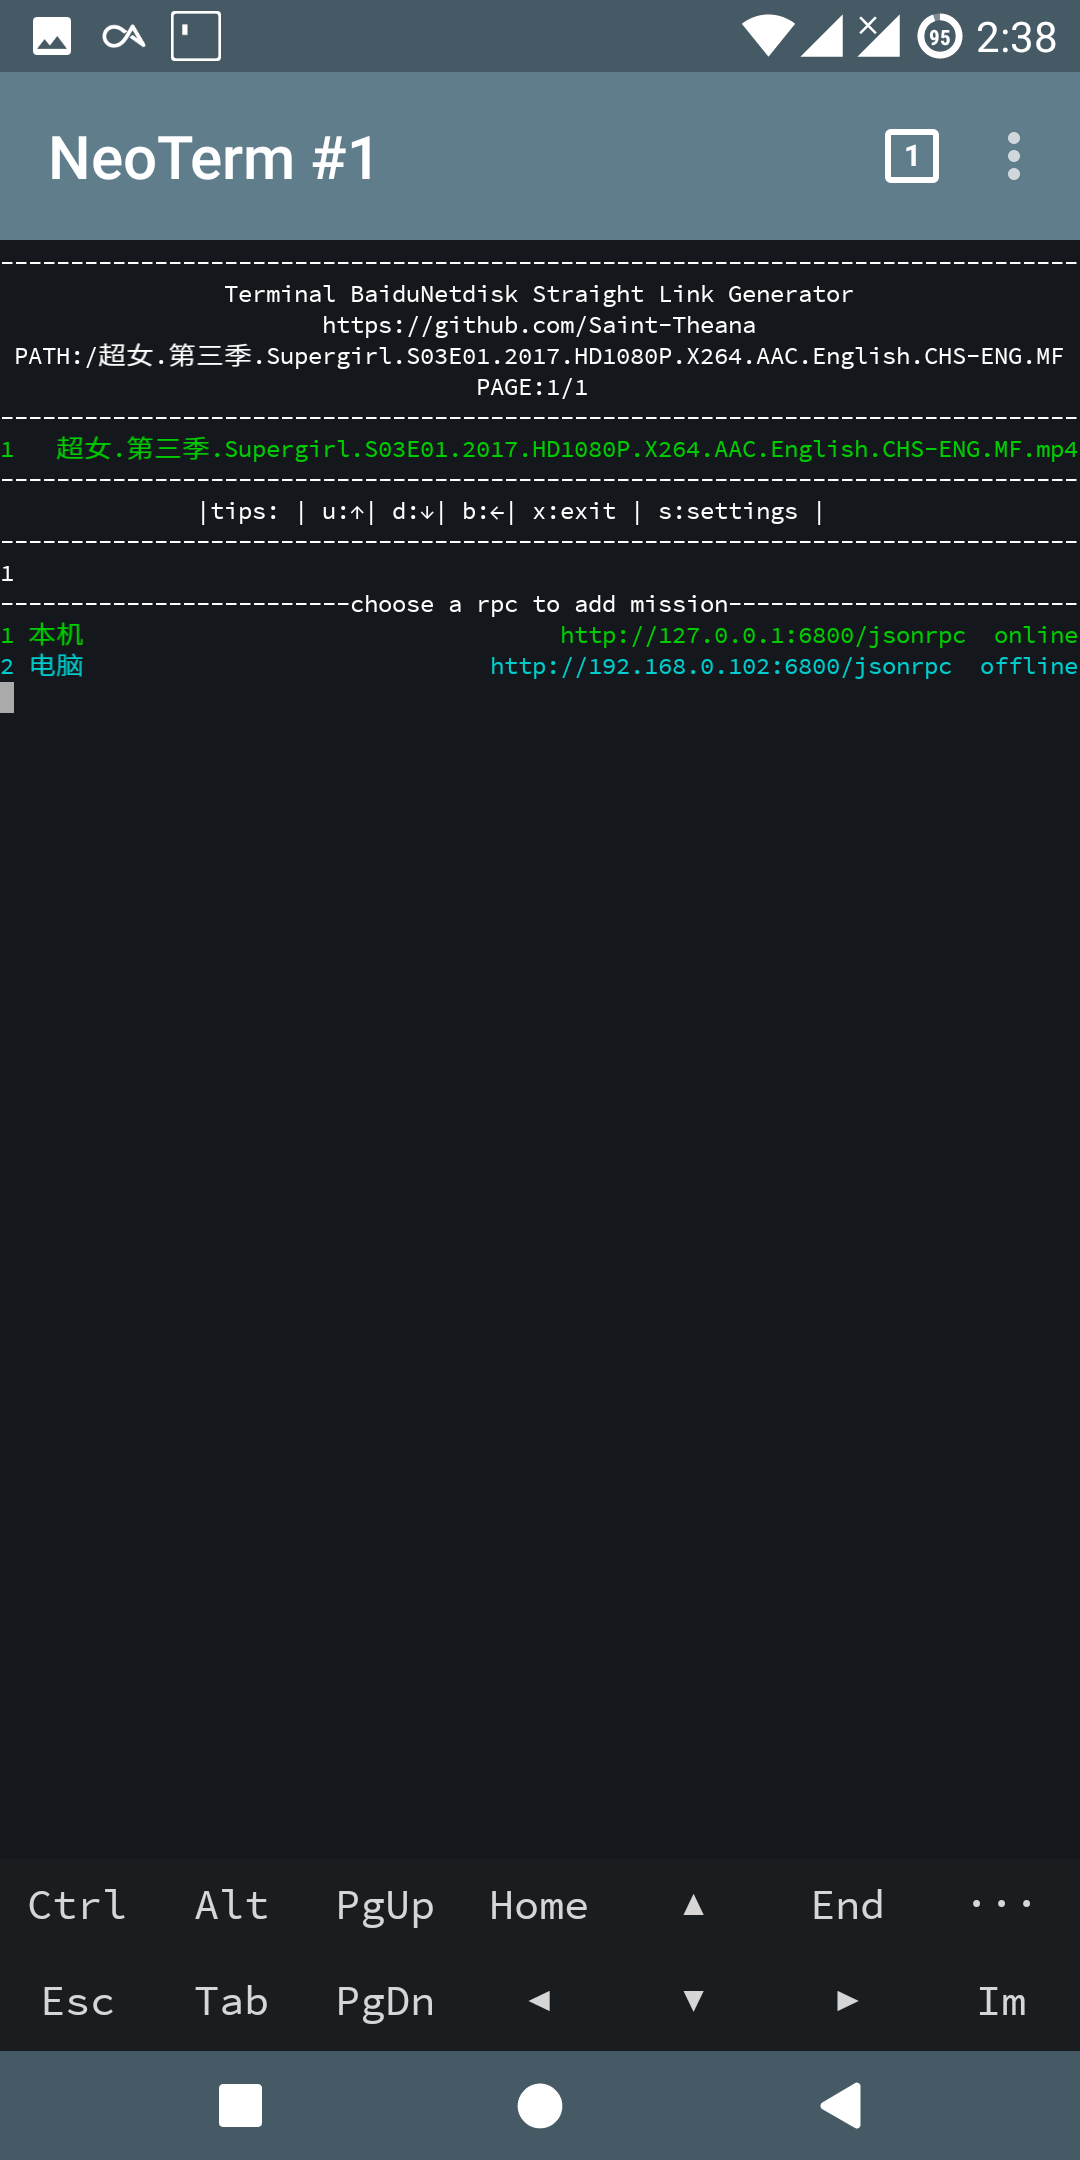 95 2:38
NeoTerm #1 1
Terminal BaiduNetdisk Straight Link Generator
https://github.com/Saint-Theana
PATH:/超女.第三季.Supergirl.S03E01.2017.HD1080P.X264.AAC.English.CHS-ENG.MF
PAGE:1/1
1 超女.第三季.Supergirl.S03E01.2017.HD1080P.X264.AAC.English.CHS-ENG.MF.mp4
|tips: | u:↑| d:↓| b:←| x:exit | s:settings |
1
-------------------------choose a rpc to add mission-------------------------
1 本机 http://127.0.0.1:6800/jsonrpc online
2 电脑 http://192.168.0.102:6800/jsonrpc offline
Ctrl Alt PgUp Home ▲ End ···
Esc Tab PgDn ◀ ▼ ▶ Im